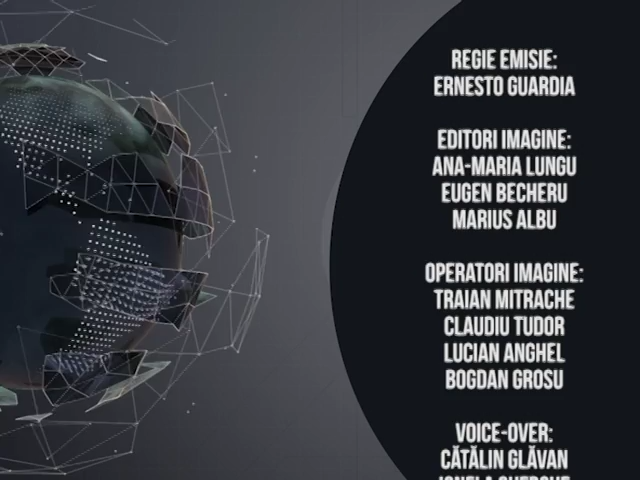 REGIE EMISIE:
ERNESTO GUARDIA
EDITORI IMAGINE:
ANA-MARIA LUNGU
EUGEN BECHERU
MARIUS ALBU
OPERATORI IMAGINE:
TRAIAN MITRACHE
CLAUDIU TUDOR
LUCIAN ANGHEL
BOGDAN GROSU
VOICE-OVER:
CĂTĂLIN GLĂVAN